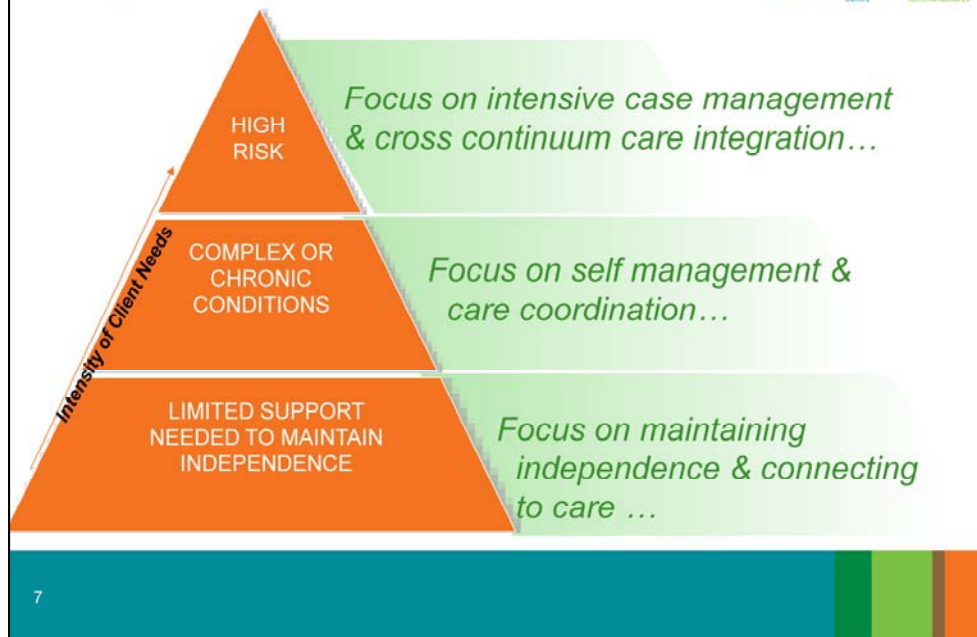 HIGH
RISK
Focus on intensive case management
& cross continuum care integration…
COMPLEX OR
CHRONIC
CONDITIONS
Focus on self management &
care coordination…
Intensity of Client Needs
LIMITED SUPPORT
NEEDED TO MAINTAIN
INDEPENDENCE
Focus on maintaining
independence & connecting
to care …
7